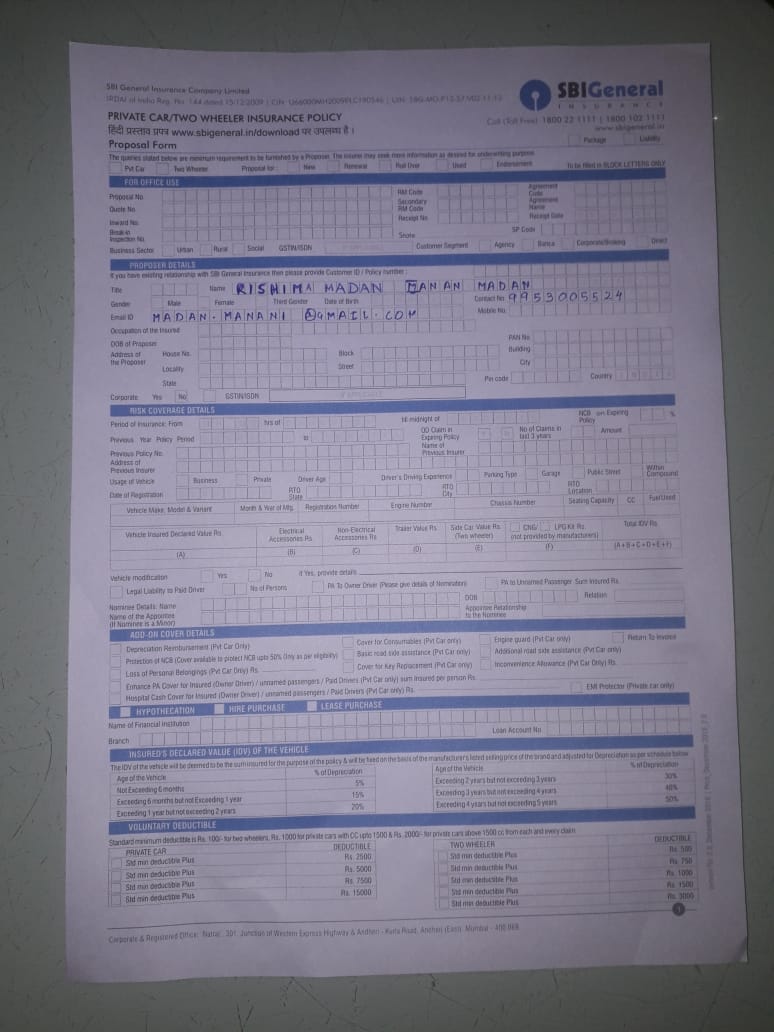 SBI General Insurance Company Limited
IRDAI of India Reg. No. 144 dated 15/12/2009 | CIN: U66000MH2009PLC190546 |
SBIGeneral
INSURANCE
Call (Toll Free) 1800 22 1111 | 1800 102 1111
www.sbigeneral.in
PRIVATE CAR/TWO WHEELER INSURANCE POLICY
हिंदी प्रस्ताव प्रपत्र www.sbigeneral.in/download पर उपलब्ध है।
Proposal Form
Package Liability
The queries stated below are minimum requirement to be furnished by a Proposer. The insurer may seek more information as desired for underwriting purpose
Pvt Car Two Wheeler Proposal for: New Renewal Roll Over Used Endorsement To be filled in BLOCK LETTERS ONLY
FOR OFFICE USE
Proposal No. RM Code Agreement Code
Quote No. Secondary RM Code Agreement Name
Inward No. Receipt No. Receipt Date
Break-in Inspection No. Source SP Code
Business Sector Urban Rural Social GSTIN/ISDN Customer Segment Agency Banca Corporate/Broking Direct
PROPOSER DETAILS
If you have existing relationship with SBI General Insurance then please provide Customer ID / Policy number:
Title Name RISHIMA MADAN MANAN MADAN
Gender Male Female Third Gender Date of Birth Contact No. 9953005524
Email ID MADAN.MANANI @GMAIL.COM Mobile No.
Occupation of the Insured
DOB of Proposer PAN No.
Address of the Proposer House No. Block Building
Locality Street City
State Pin code Country
Corporate Yes No GSTIN/ISDN IF APPLICABLE
RISK COVERAGE DETAILS
Period of Insurance: From hrs of till midnight of NCB on Expiring Policy %
Previous Year Policy Period to OD Claim in Expiring Policy No of Claims in last 3 years Amount
Previous Policy No. Name of Previous Insurer
Address of Previous Insurer
Usage of Vehicle Business Private Driver Age Driver's Driving Experience Parking Type Garage Public Street Within Compound
Date of Registration RTO State RTO City RTO Location
Vehicle Make, Model & Variant Month & Year of Mfg. Registration Number Engine Number Chassis Number Seating Capacity CC Fuel Used
Vehicle Insured Declared Value Rs. Electrical Accessories Rs. Non-Electrical Accessories Rs. Trailer Value Rs. Side Car Value Rs. (Two wheeler) CNG/ LPG Kit Rs. (not provided by manufacturers) Total IDV Rs.
(A) (B) (C) (D) (E) (F) (A+B+C+D+E+F)
Vehicle modification Yes No If Yes, provide details
Legal Liability to Paid Driver No of Persons PA To Owner Driver (Please give details of Nomination) PA to Unnamed Passenger Sum Insured Rs.
Nominee Details: Name DOB Relation
Name of the Appointee (If Nominee is a Minor) Appointee Relationship to the Nominee
ADD-ON COVER DETAILS
Depreciation Reimbursement (Pvt Car Only) Cover for Consumables (Pvt Car only) Engine guard (Pvt Car only) Return To Invoice
Protection of NCB (Cover available to protect NCB upto 50% Only as per eligibility) Basic road side assistance (Pvt Car only) Additional road side assistance (Pvt Car only)
Loss of Personal Belongings (Pvt Car Only) Rs. Cover for Key Replacement (Pvt Car only) Inconvenience Allowance (Pvt Car Only) Rs.
Enhance PA Cover for Insured (Owner Driver) / unnamed passengers / Paid Drivers (Pvt Car only) sum insured per person Rs.
Hospital Cash Cover for Insured (Owner Driver) / unnamed passengers / Paid Drivers (Pvt Car only) Rs. EMI Protector (Private car only)
HYPOTHECATION HIRE PURCHASE LEASE PURCHASE
Name of Financial Institution
Branch Loan Account No.
INSURED'S DECLARED VALUE (IDV) OF THE VEHICLE
The IDV of the vehicle will be deemed to be the sum insured for the purpose of the policy & will be fixed on the basis of the manufacturer's listed selling price of the brand and adjusted for Depreciation as per schedule below
Age of the Vehicle % of Depreciation Age of the Vehicle % of Depreciation
Not Exceeding 6 months 5% Exceeding 2 years but not exceeding 3 years 30%
Exceeding 6 months but not Exceeding 1 year 15% Exceeding 3 years but not exceeding 4 years 40%
Exceeding 1 year but not exceeding 2 years 20% Exceeding 4 years but not exceeding 5 years 50%
VOLUNTARY DEDUCTIBLE
Standard minimum deductible is Rs. 100/- for two wheelers, Rs. 1000 for private cars with CC upto 1500 & Rs. 2000/- for private cars above 1500 cc from each and every claim
PRIVATE CAR DEDUCTIBLE TWO WHEELER DEDUCTIBLE
Std min deductible Plus Rs. 2500 Std min deductible Plus Rs 500
Std min deductible Plus Rs. 5000 Std min deductible Plus Rs 750
Std min deductible Plus Rs. 7500 Std min deductible Plus Rs. 1000
Std min deductible Plus Rs. 15000 Std min deductible Plus Rs. 1500
Std min deductible Plus Rs. 3000
1
Corporate & Registered Office: 'Natraj', 301, Junction of Western Express Highway & Andheri - Kurla Road, Andheri (East), Mumbai - 400 069.